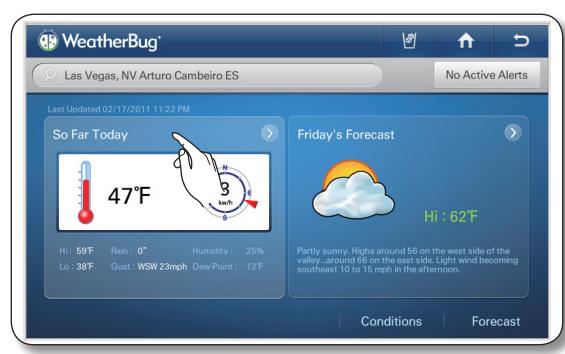 WeatherBug®
Las Vegas, NV Arturo Cambeiro ES
No Active Alerts
Last Updated 02/17/2011 11:22 PM
So Far Today
47°F
N
3
kw/h
E
S
Hi : 59°F Rain : 0" Humidity : 25%
Lo : 38°F Gust : WSW 23mph Dew Point : 12°F
Friday's Forecast
Hi : 62°F
Partly sunny. Highs around 56 on the west side of the
valley...around 66 on the east side. Light wind becoming
southeast 10 to 15 mph in the afternoon.
Conditions
Forecast